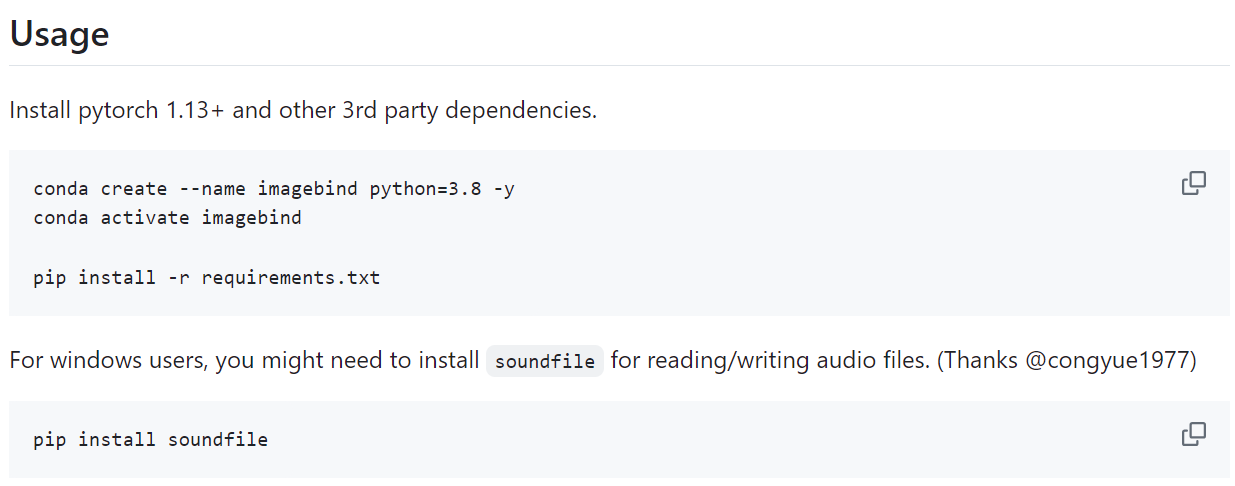 Usage
Install pytorch 1.13+ and other 3rd party dependencies.
conda create --name imagebind python=3.8 -y
conda activate imagebind
pip install -r requirements.txt
For windows users, you might need to install soundfile for reading/writing audio files. (Thanks @congyue1977)
pip install soundfile